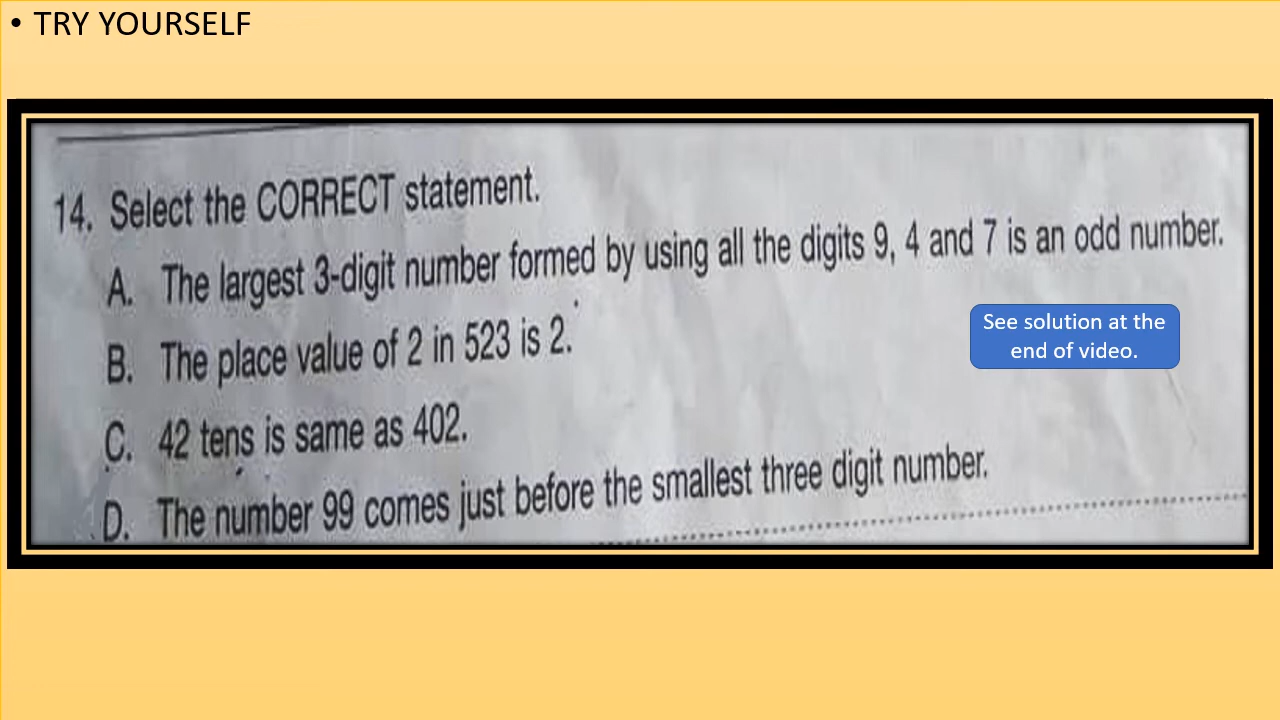 • TRY YOURSELF
14. Select the CORRECT statement.
A. The largest 3-digit number formed by using all the digits 9, 4 and 7 is an odd number.
B. The place value of 2 in 523 is 2.
C. 42 tens is same as 402.
D. The number 99 comes just before the smallest three digit number.
See solution at the
end of video.